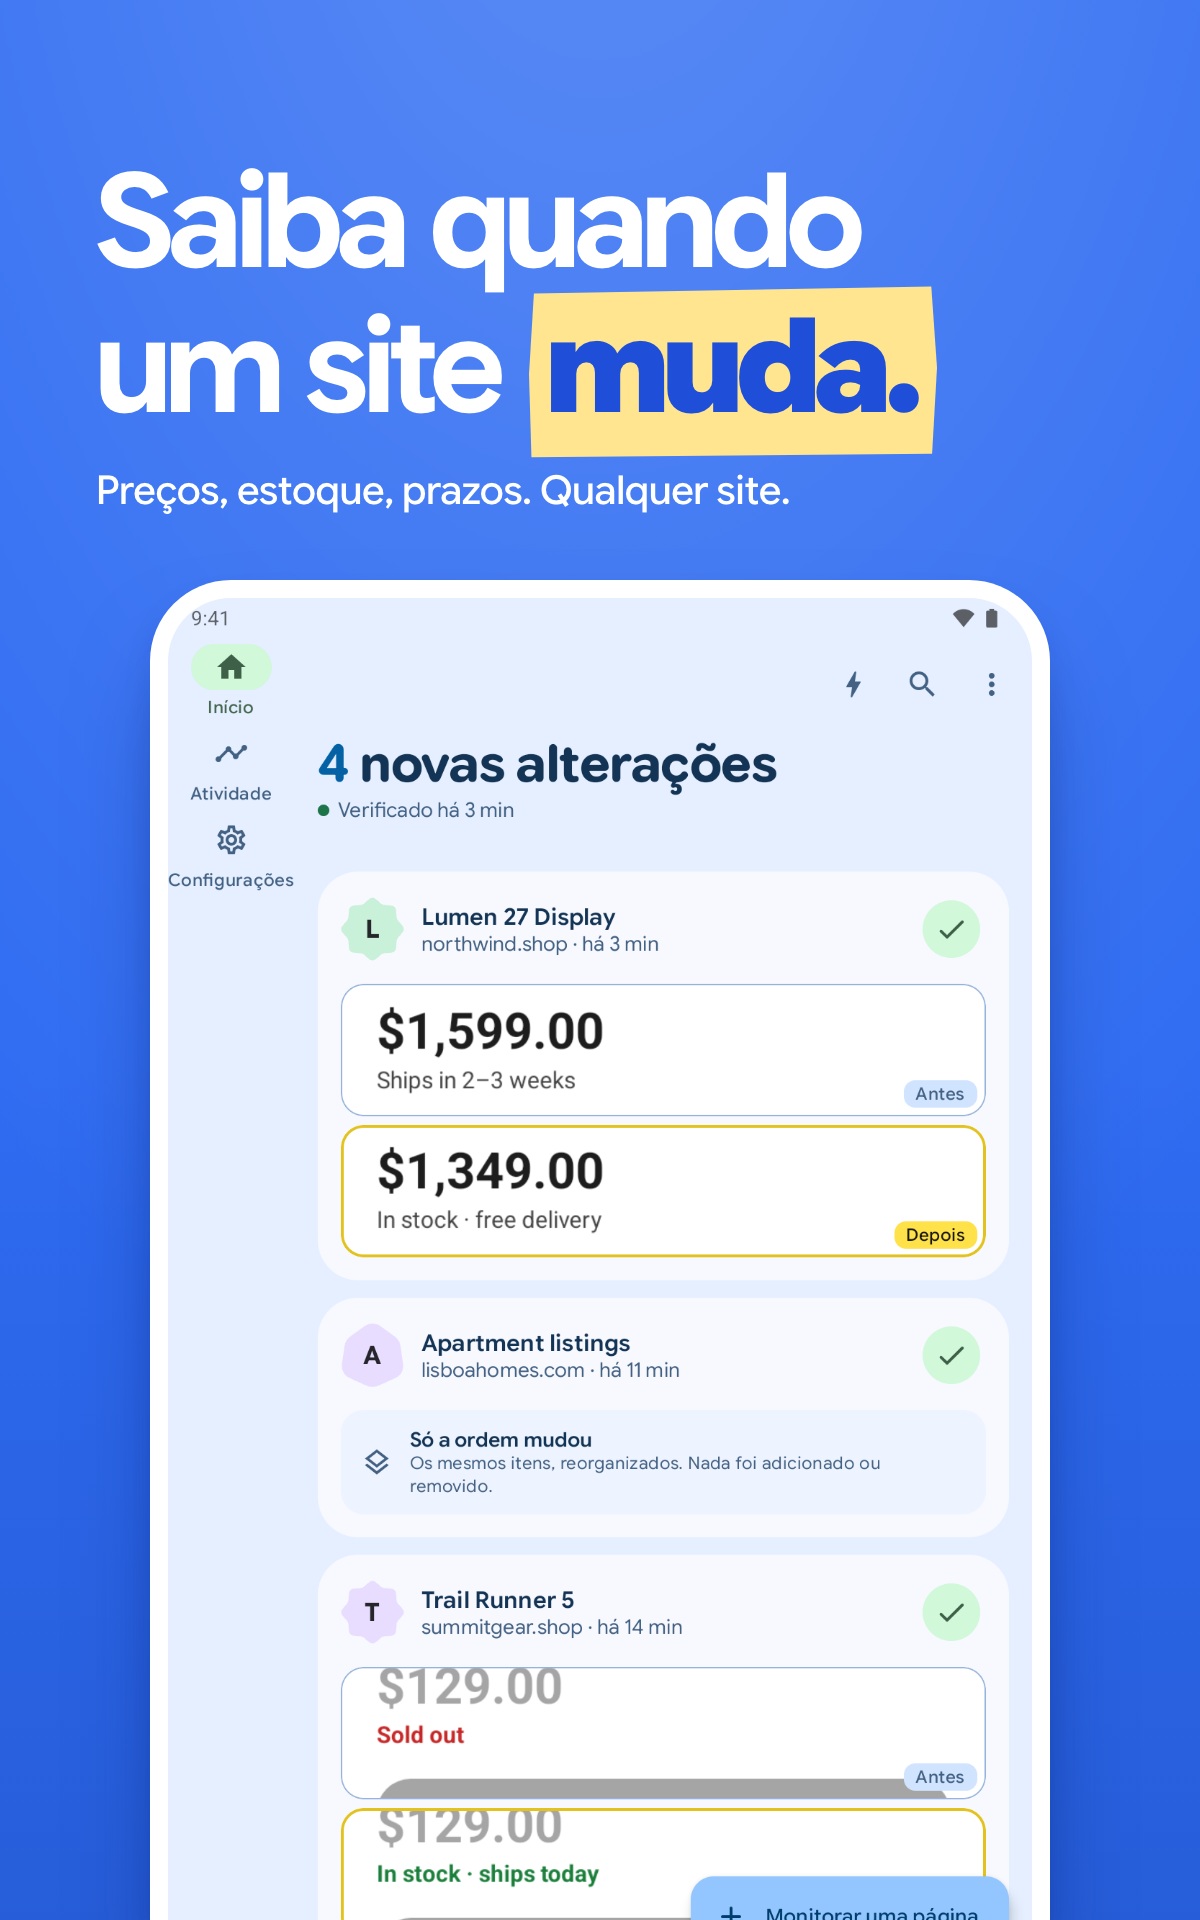 Saiba quando
um site muda.
Preços, estoque, prazos. Qualquer site.
9:41
Início
Atividade
Configurações
4 novas alterações
Verificado há 3 min
L
Lumen 27 Display
northwind.shop · há 3 min
$1,599.00
Ships in 2–3 weeks
Antes
$1,349.00
In stock · free delivery
Depois
A
Apartment listings
lisboahomes.com · há 11 min
Só a ordem mudou
Os mesmos itens, reorganizados. Nada foi adicionado ou
removido.
T
Trail Runner 5
summitgear.shop · há 14 min
$129.00
Sold out
Antes
$129.00
In stock · ships today
Monitorar uma página